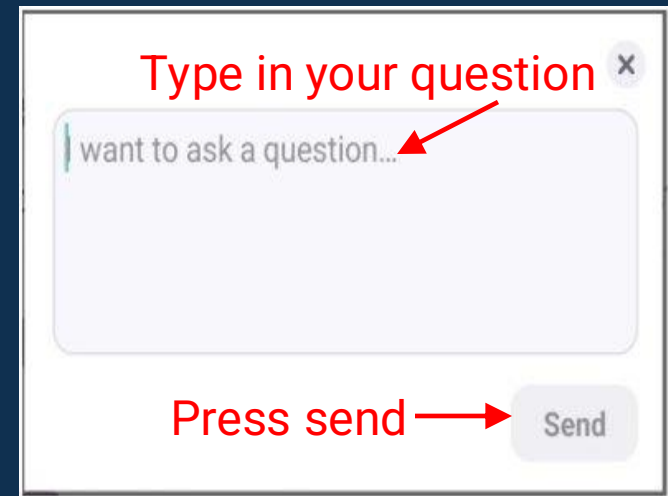 Type in your question
X
I want to ask a question...
Press send
Send